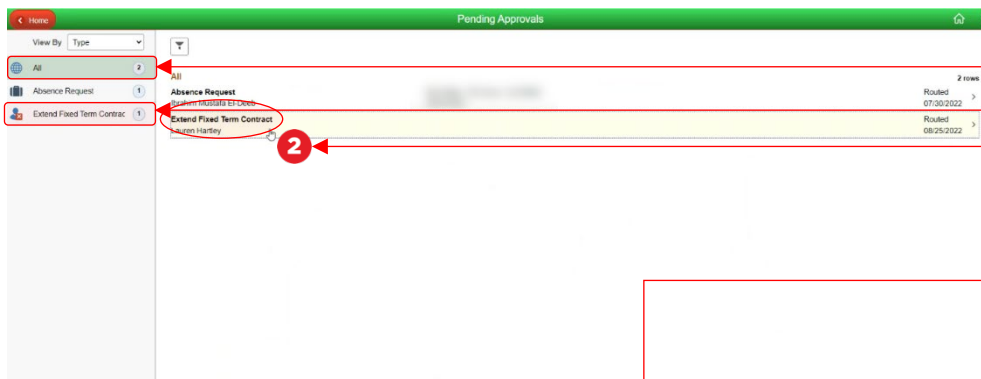 Home
Pending Approvals
View By Type
All 2
Absence Request 1
Extend Fixed Term Contrac 1
All
2 rows
Absence Request
Routed
Ibrahim Mustafa El-Deeb
07/30/2022
Extend Fixed Term Contract
Routed
Lauren Hartley
08/25/2022
2